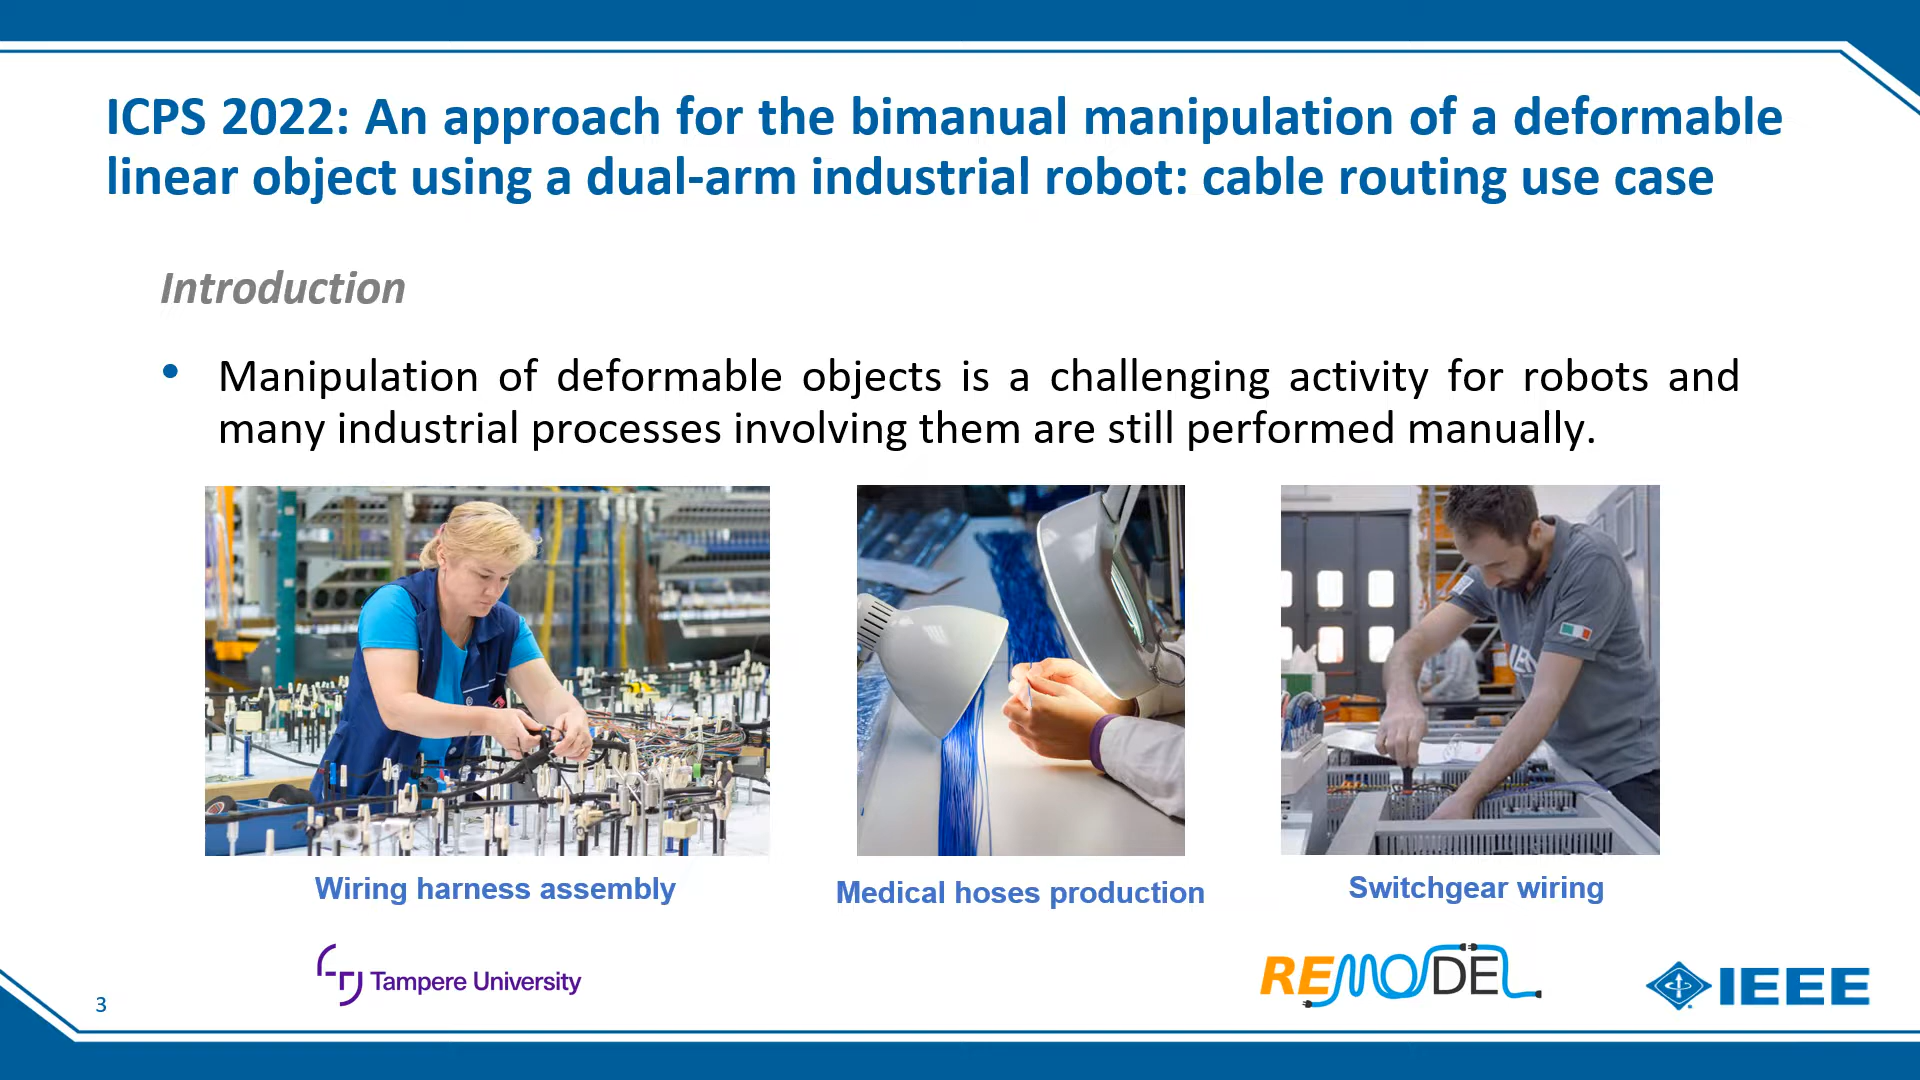 ICPS 2022: An approach for the bimanual manipulation of a deformable
linear object using a dual-arm industrial robot: cable routing use case
Introduction
• Manipulation of deformable objects is a challenging activity for robots and
many industrial processes involving them are still performed manually.
Wiring harness assembly
Medical hoses production
Switchgear wiring
3
Tampere University
REMODEL
IEEE